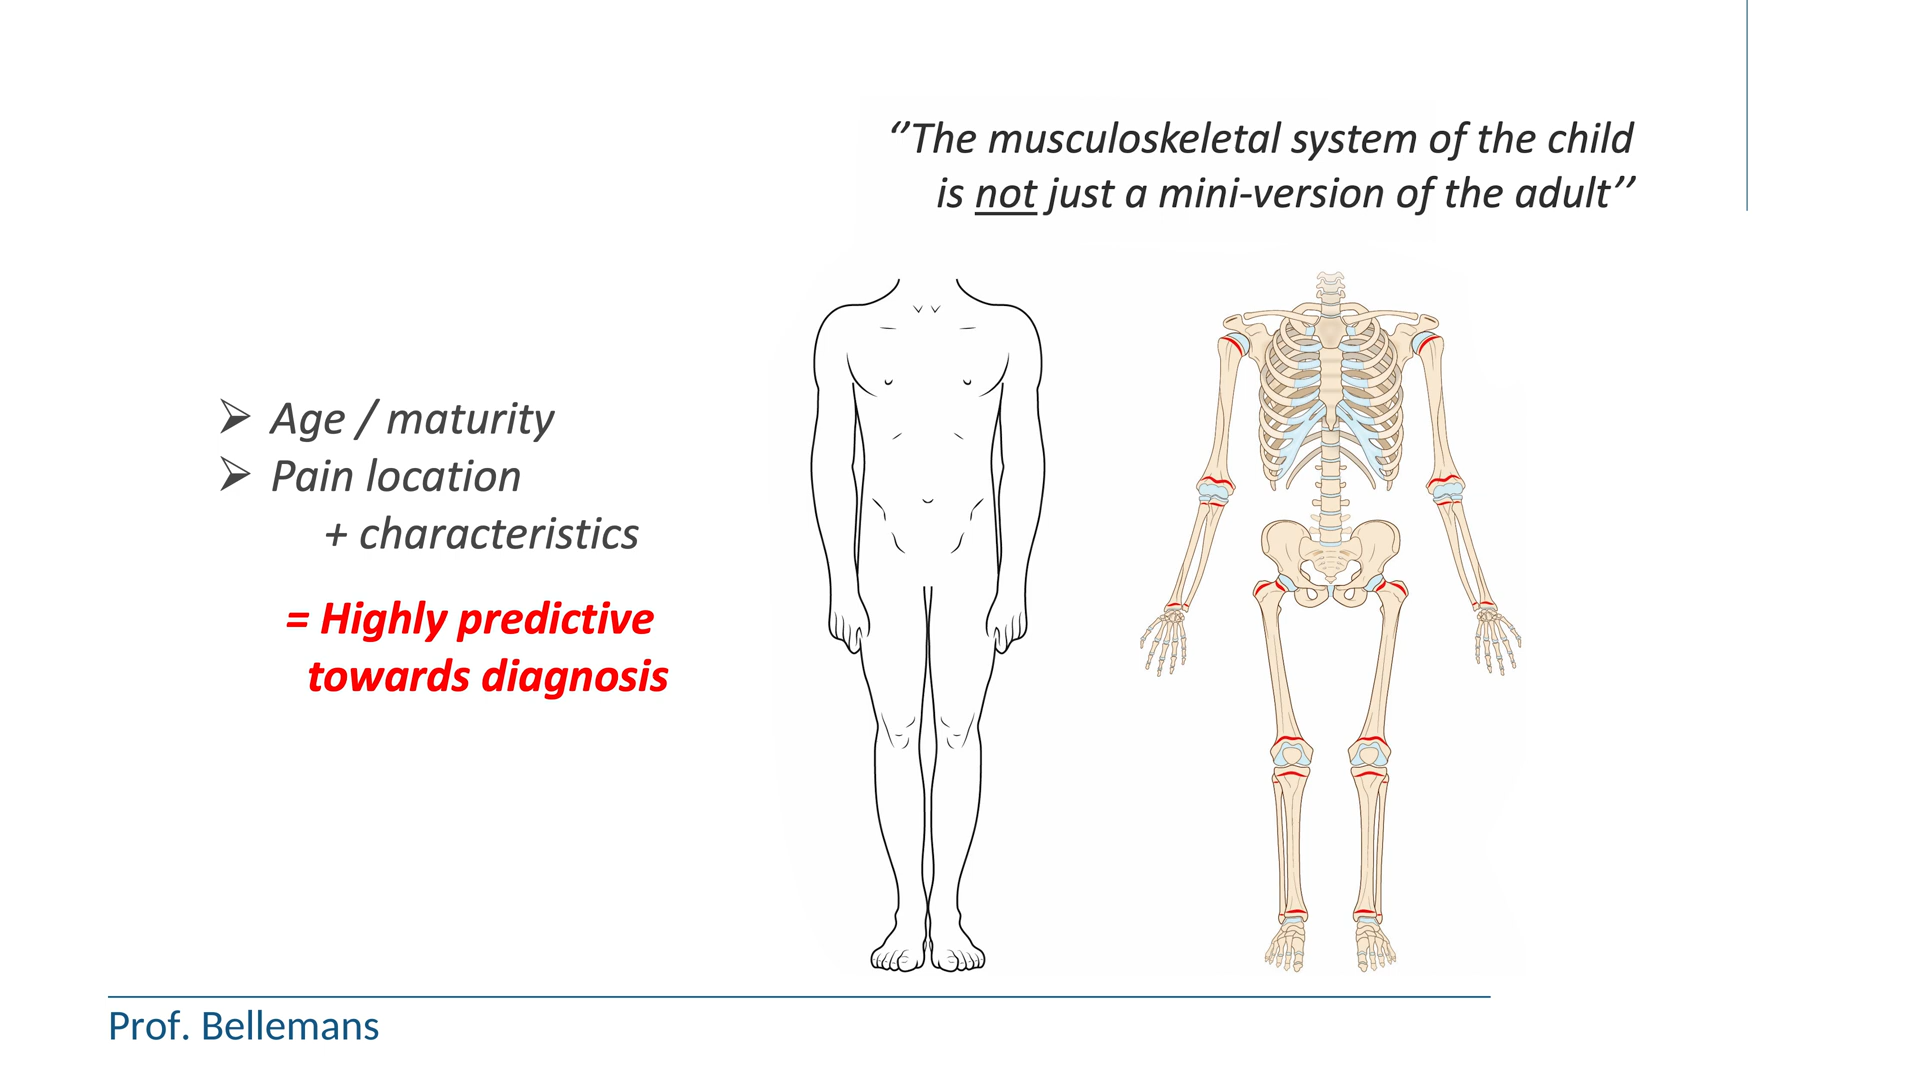 ‘’The musculoskeletal system of the child
is not just a mini-version of the adult’’
➢ Age / maturity
➢ Pain location
+ characteristics
= Highly predictive
towards diagnosis
Prof. Bellemans